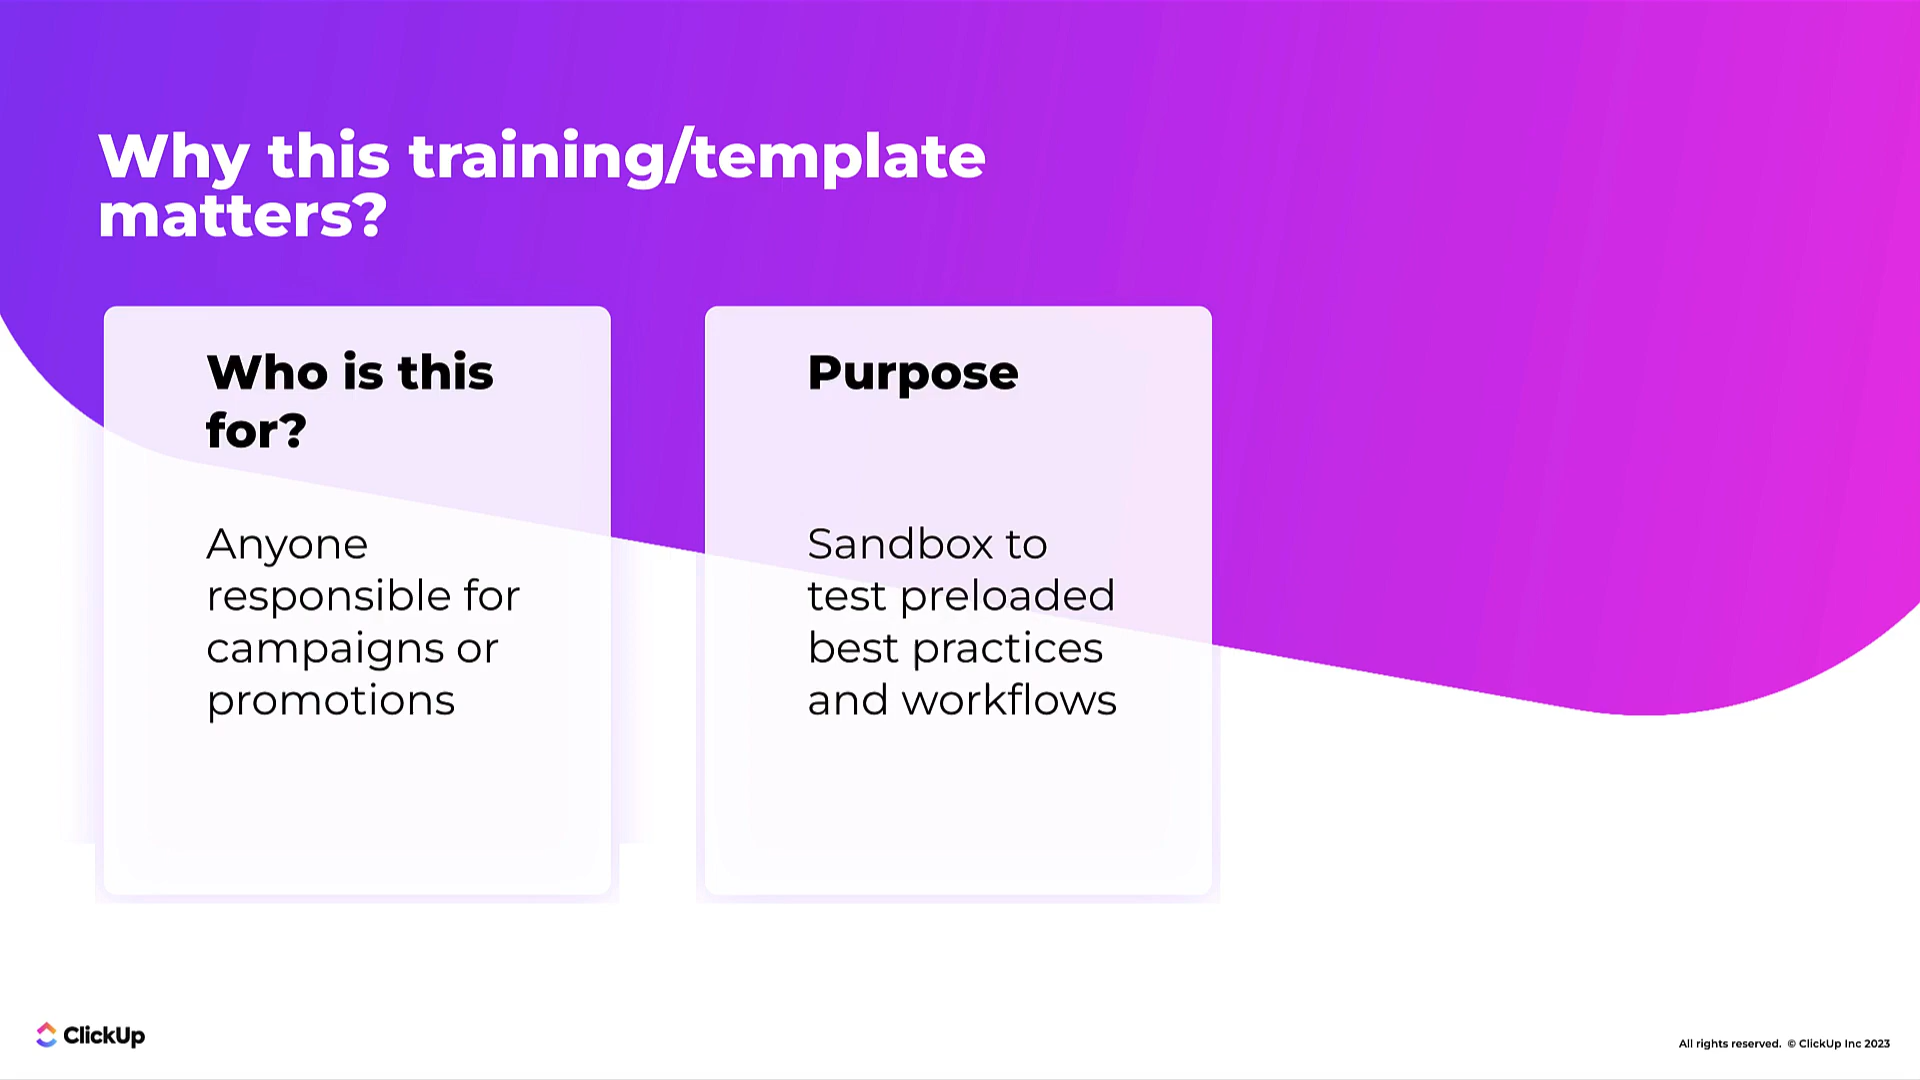 Why this training/template
matters?
Who is this
for?
Anyone
responsible for
campaigns or
promotions
Purpose
Sandbox to
test preloaded
best practices
and workflows
ClickUp
All rights reserved. © ClickUp Inc 2023